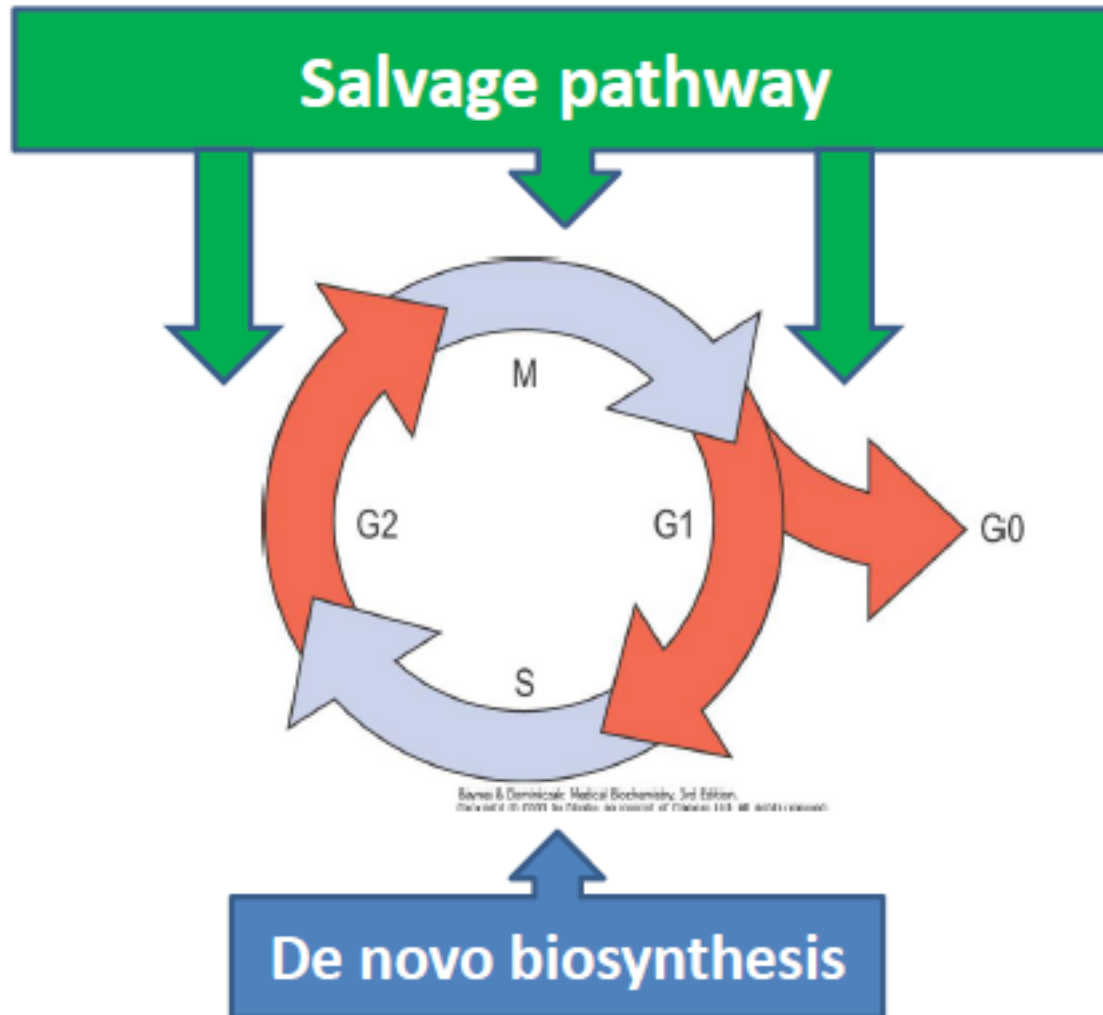 Salvage pathway
M
G2
G1
G0
S
Baynes & Dominiczak: Medical Biochemistry, 3rd Edition.
De novo biosynthesis